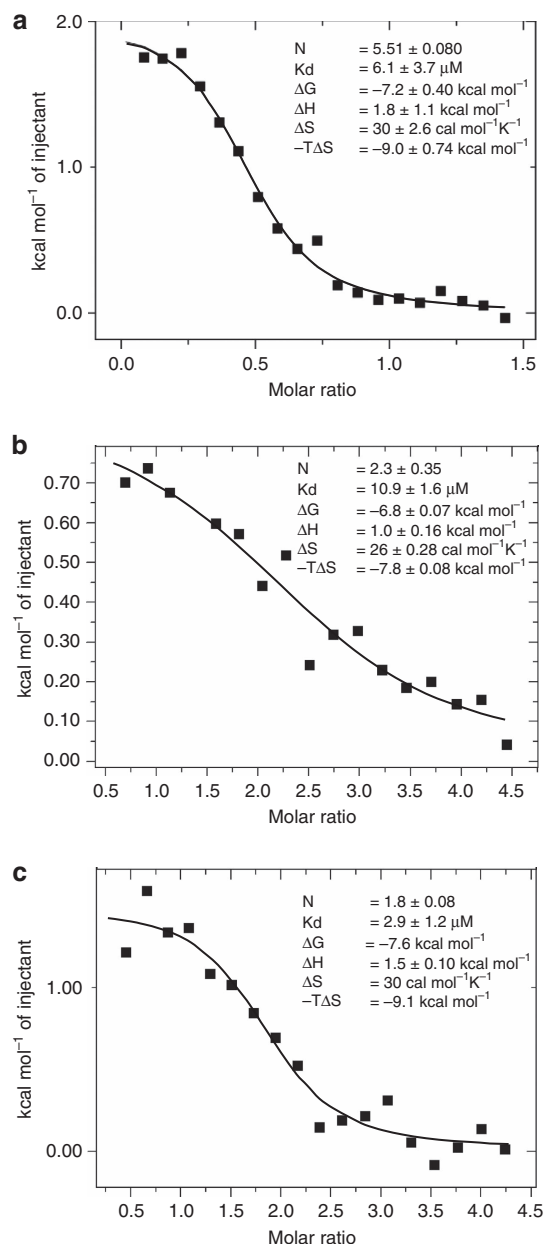 a
2.0
1.0
0.0
kcal mol⁻¹ of injectant
N = 5.51 ± 0.080
Kd = 6.1 ± 3.7 μM
ΔG = –7.2 ± 0.40 kcal mol⁻¹
ΔH = 1.8 ± 1.1 kcal mol⁻¹
ΔS = 30 ± 2.6 cal mol⁻¹K⁻¹
–TΔS = –9.0 ± 0.74 kcal mol⁻¹
0.0 0.5 1.0 1.5
Molar ratio
b
0.70
0.60
0.50
0.40
0.30
0.20
0.10
0.00
kcal mol⁻¹ of injectant
N = 2.3 ± 0.35
Kd = 10.9 ± 1.6 μM
ΔG = –6.8 ± 0.07 kcal mol⁻¹
ΔH = 1.0 ± 0.16 kcal mol⁻¹
ΔS = 26 ± 0.28 cal mol⁻¹K⁻¹
–TΔS = –7.8 ± 0.08 kcal mol⁻¹
0.5 1.0 1.5 2.0 2.5 3.0 3.5 4.0 4.5
Molar ratio
c
1.00
0.00
kcal mol⁻¹ of injectant
N = 1.8 ± 0.08
Kd = 2.9 ± 1.2 μM
ΔG = –7.6 kcal mol⁻¹
ΔH = 1.5 ± 0.10 kcal mol⁻¹
ΔS = 30 cal mol⁻¹K⁻¹
–TΔS = –9.1 kcal mol⁻¹
0.5 1.0 1.5 2.0 2.5 3.0 3.5 4.0 4.5
Molar ratio